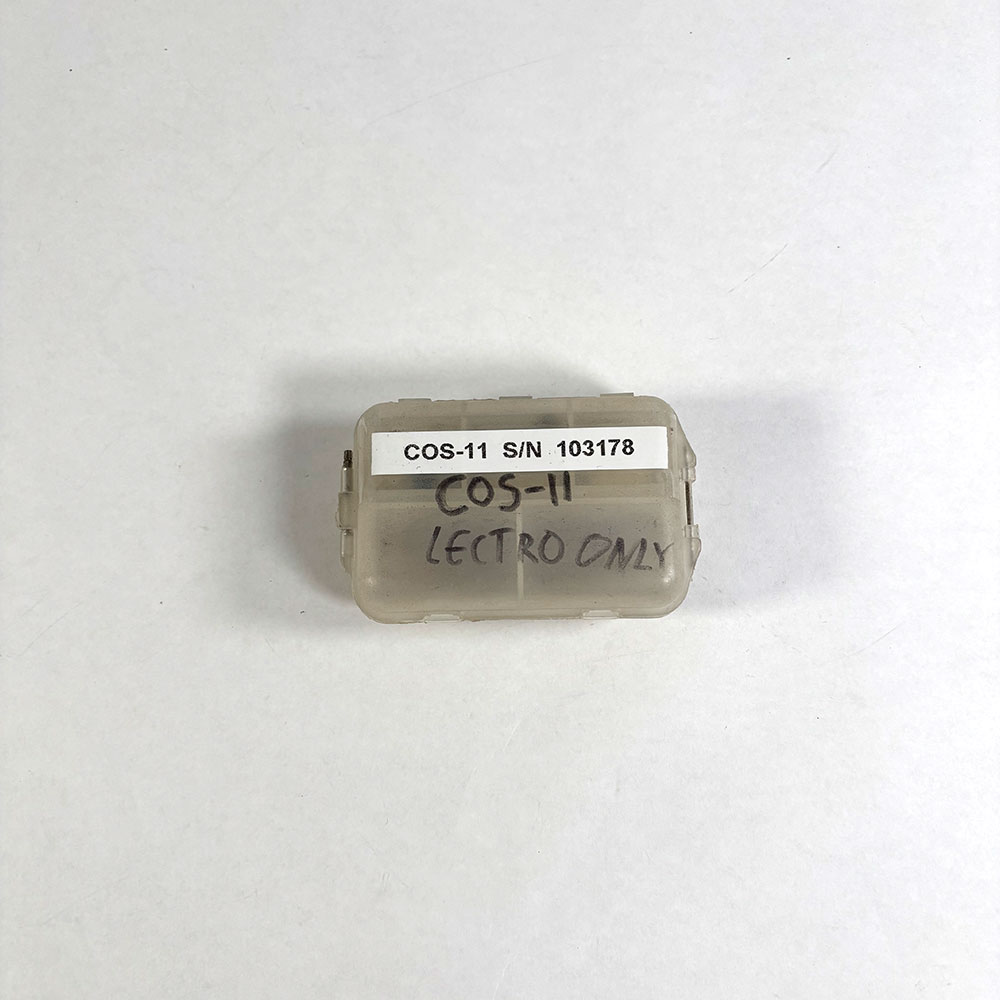 COS-11 S/N 103178
COS-11
LECTRO ONLY